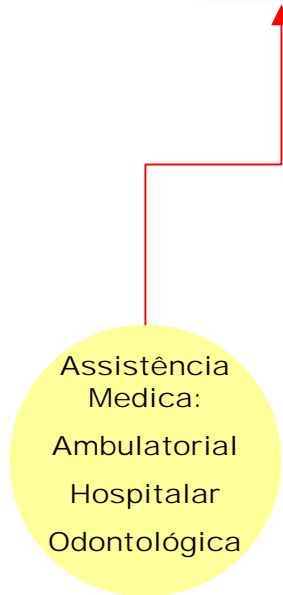 Assistência
Medica:
Ambulatorial
Hospitalar
Odontológica